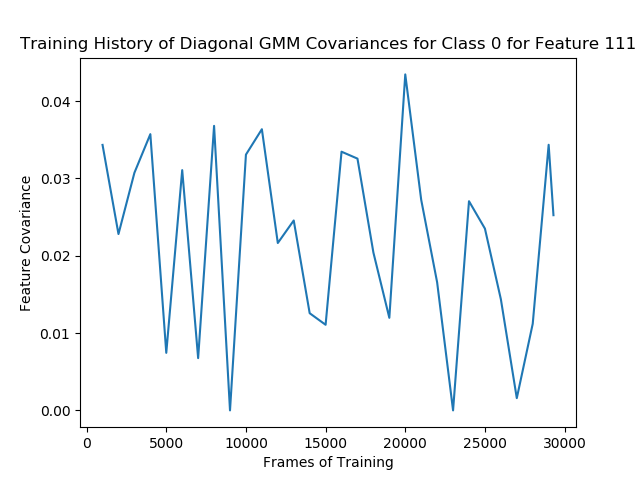 Training History of Diagonal GMM Covariances for Class 0 for Feature 111
0.04
0.03
0.02
0.01
0.00
Feature Covariance
0 5000 10000 15000 20000 25000 30000
Frames of Training